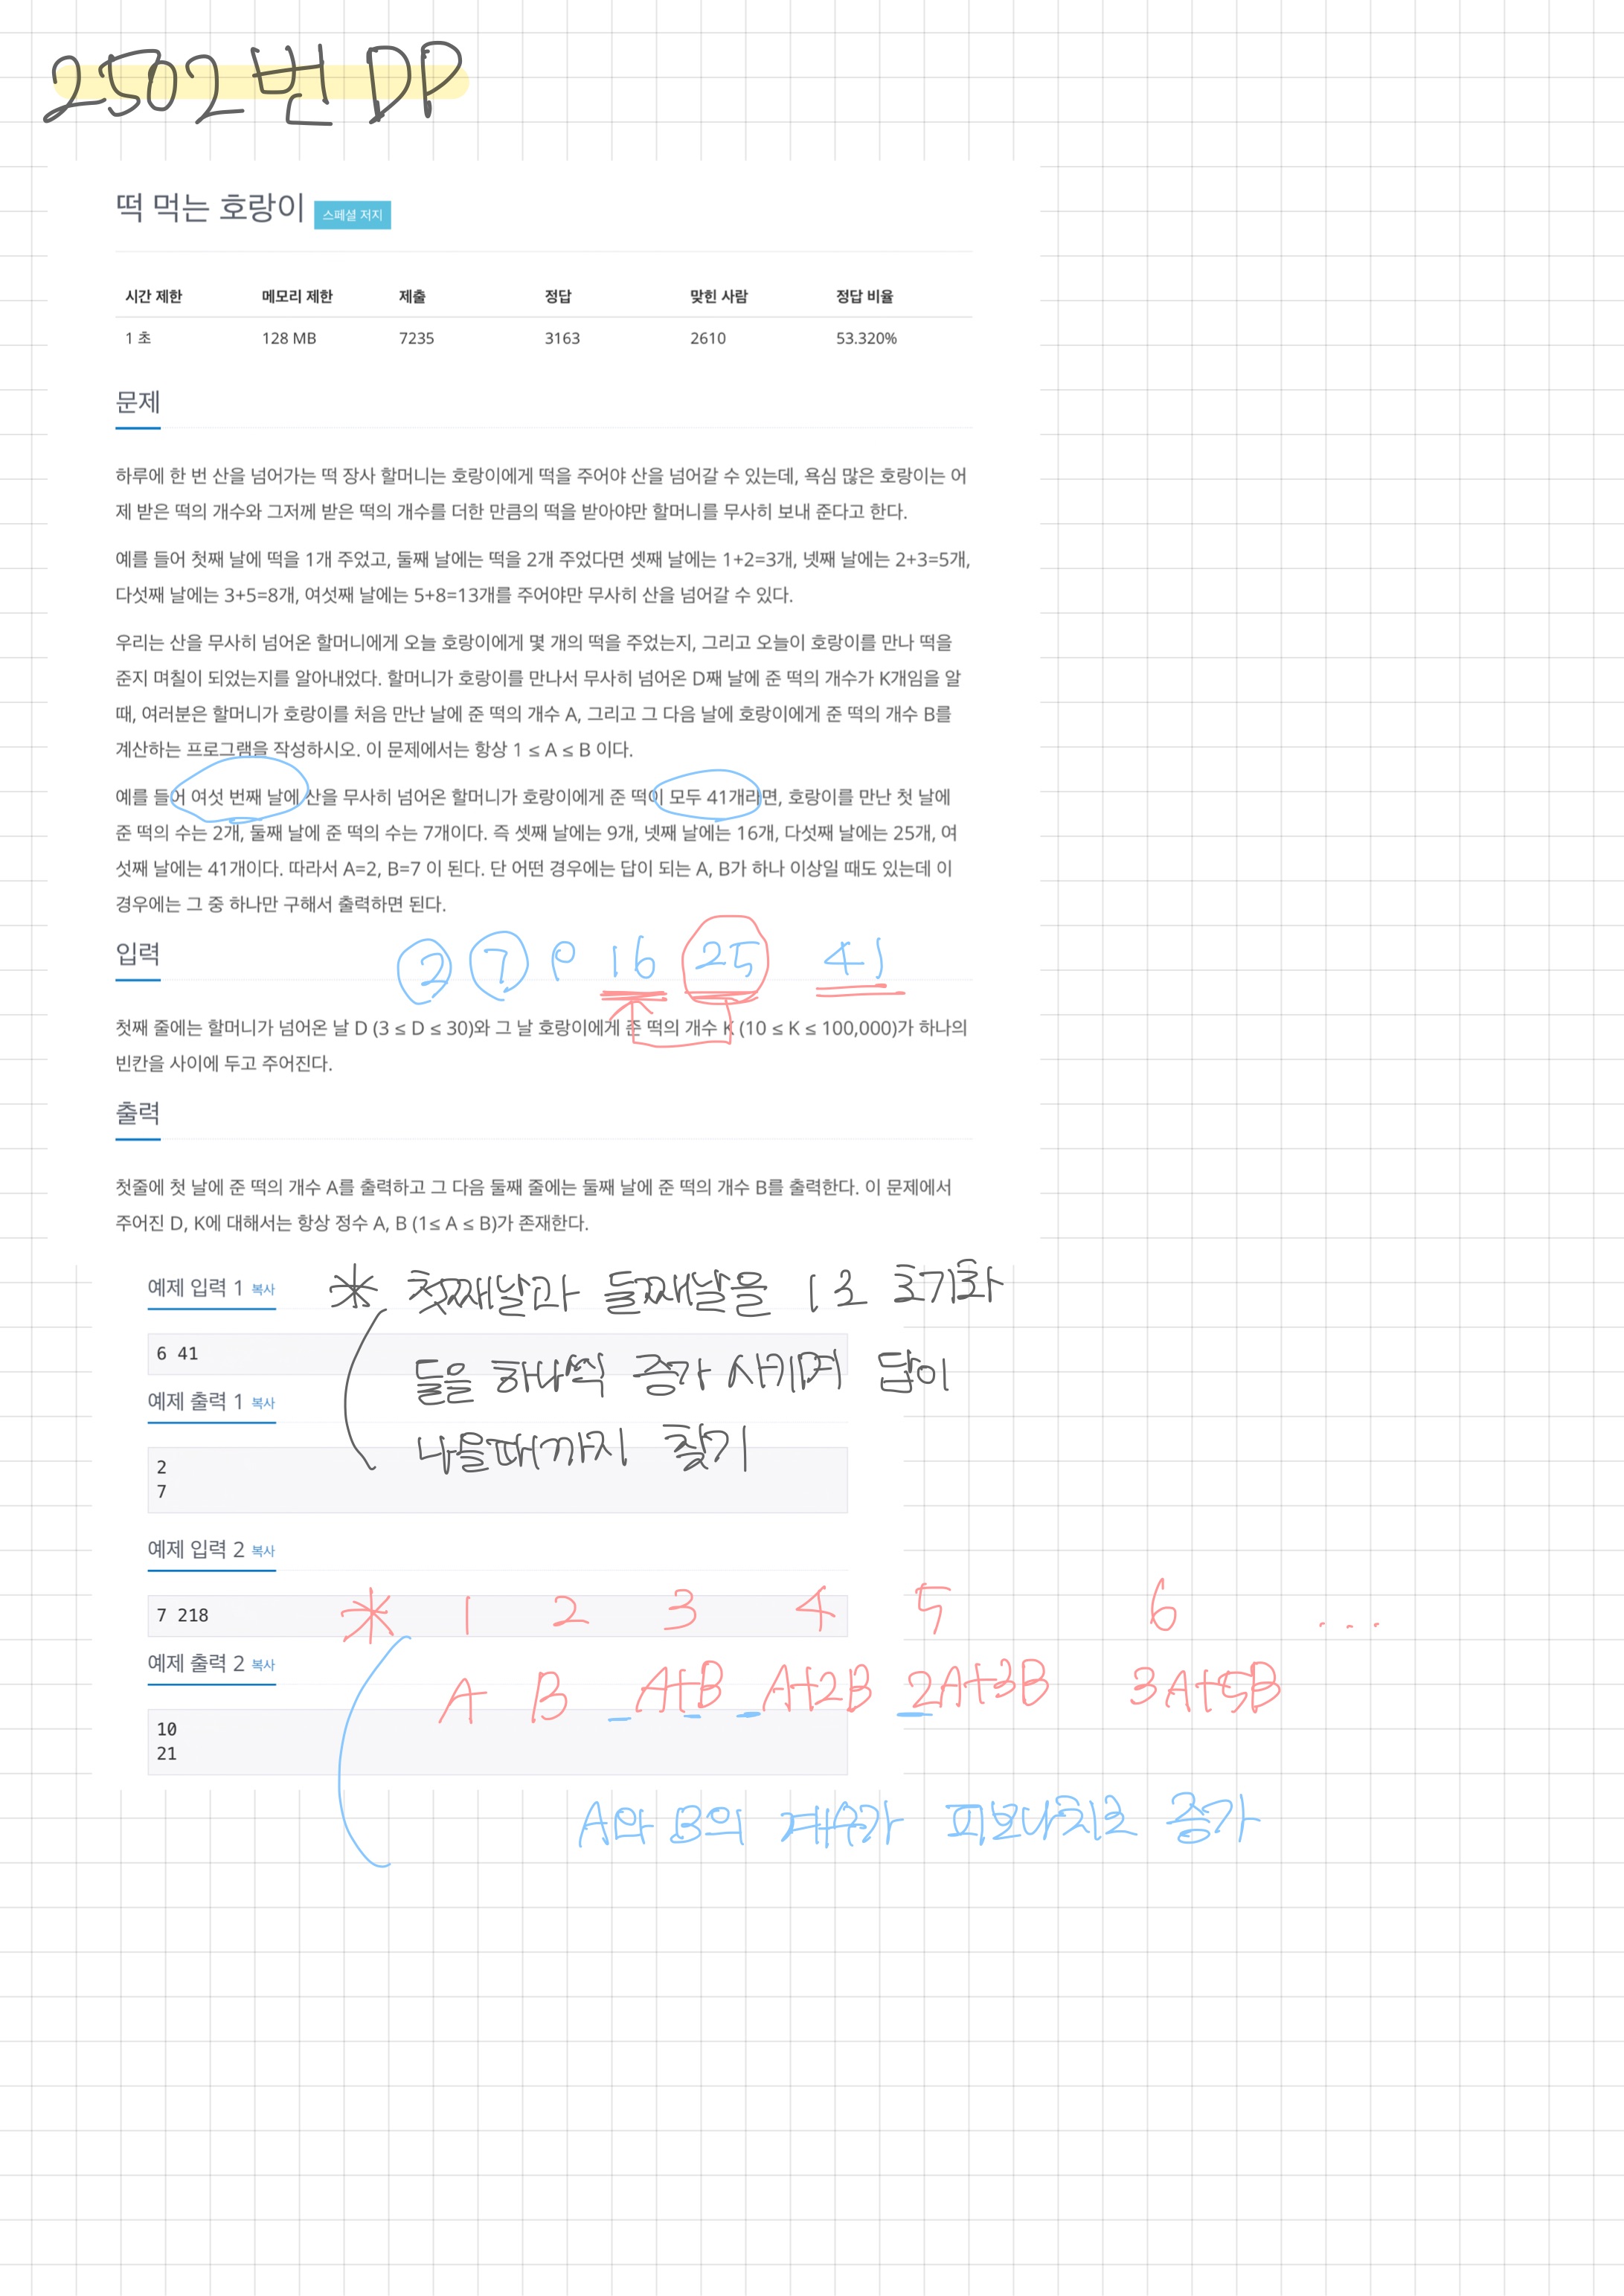 2502번 DP
떡 먹는 호랑이 스페셜 저지
시간 제한 메모리 제한 제출 정답 맞힌 사람 정답 비율
1 초 128 MB 7235 3163 2610 53.320%
문제
하루에 한 번 산을 넘어가는 떡 장사 할머니는 호랑이에게 떡을 주어야 산을 넘어갈 수 있는데, 욕심 많은 호랑이는 어
제 받은 떡의 개수와 그저께 받은 떡의 개수를 더한 만큼의 떡을 받아야만 할머니를 무사히 보내 준다고 한다.
예를 들어 첫째 날에 떡을 1개 주었고, 둘째 날에는 떡을 2개 주었다면 셋째 날에는 1+2=3개, 넷째 날에는 2+3=5개,
다섯째 날에는 3+5=8개, 여섯째 날에는 5+8=13개를 주어야만 무사히 산을 넘어갈 수 있다.
우리는 산을 무사히 넘어온 할머니에게 오늘 호랑이에게 몇 개의 떡을 주었는지, 그리고 오늘이 호랑이를 만나 떡을
준지 며칠이 되었는지를 알아내었다. 할머니가 호랑이를 만나서 무사히 넘어온 D째 날에 준 떡의 개수가 K개임을 알
때, 여러분은 할머니가 호랑이를 처음 만난 날에 준 떡의 개수 A, 그리고 그 다음 날에 호랑이에게 준 떡의 개수 B를
계산하는 프로그램을 작성하시오. 이 문제에서는 항상 1 ≤ A ≤ B 이다.
예를 들어 여섯 번째 날에 산을 무사히 넘어온 할머니가 호랑이에게 준 떡이 모두 41개라면, 호랑이를 만난 첫 날에
준 떡의 수는 2개, 둘째 날에 준 떡의 수는 7개이다. 즉 셋째 날에는 9개, 넷째 날에는 16개, 다섯째 날에는 25개, 여
섯째 날에는 41개이다. 따라서 A=2, B=7 이 된다. 단 어떤 경우에는 답이 되는 A, B가 하나 이상일 때도 있는데 이
경우에는 그 중 하나만 구해서 출력하면 된다.
입력
2 7 9 16 25 41
첫째 줄에는 할머니가 넘어온 날 D (3 ≤ D ≤ 30)와 그 날 호랑이에게 준 떡의 개수 K (10 ≤ K ≤ 100,000)가 하나의
빈칸을 사이에 두고 주어진다.
출력
첫줄에 첫 날에 준 떡의 개수 A를 출력하고 그 다음 둘째 줄에는 둘째 날에 준 떡의 개수 B를 출력한다. 이 문제에서
주어진 D, K에 대해서는 항상 정수 A, B (1≤ A ≤ B)가 존재한다.
예제 입력 1 복사
* 첫째날과 둘째날을 1로 초기화
6 41
둘을 하나씩 증가 시키며 답이
예제 출력 1 복사
나올때까지 찾기
2
7
예제 입력 2 복사
7 218
* 1 2 3 4 5 6 ...
예제 출력 2 복사
A B A+B A+2B 2A+3B 3A+5B
10
21
A와 B의 계수가 피보나치로 증가